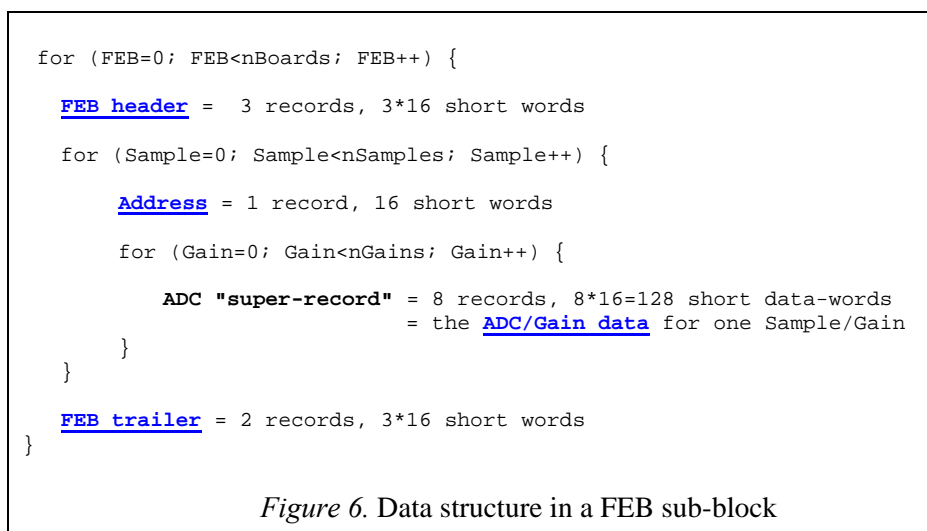 for (FEB=0; FEB<nBoards; FEB++) {
FEB header = 3 records, 3*16 short words
for (Sample=0; Sample<nSamples; Sample++) {
Address = 1 record, 16 short words
for (Gain=0; Gain<nGains; Gain++) {
ADC "super-record" = 8 records, 8*16=128 short data-words
= the ADC/Gain data for one Sample/Gain
}
}
FEB trailer = 2 records, 3*16 short words
}
Figure 6. Data structure in a FEB sub-block